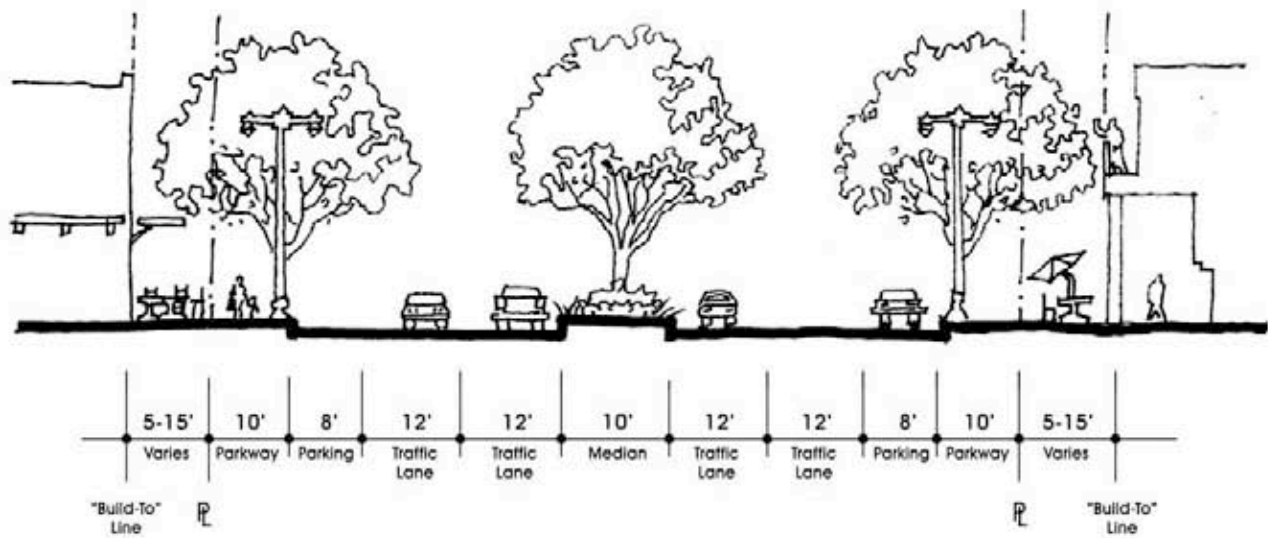 5-15' 10' 8' 12' 12' 10' 12' 12' 8' 10' 5-15'
Varies Parkway Parking Traffic Lane Traffic Lane Median Traffic Lane Traffic Lane Parking Parkway Varies
"Build-To" Line PL PL "Build-To" Line